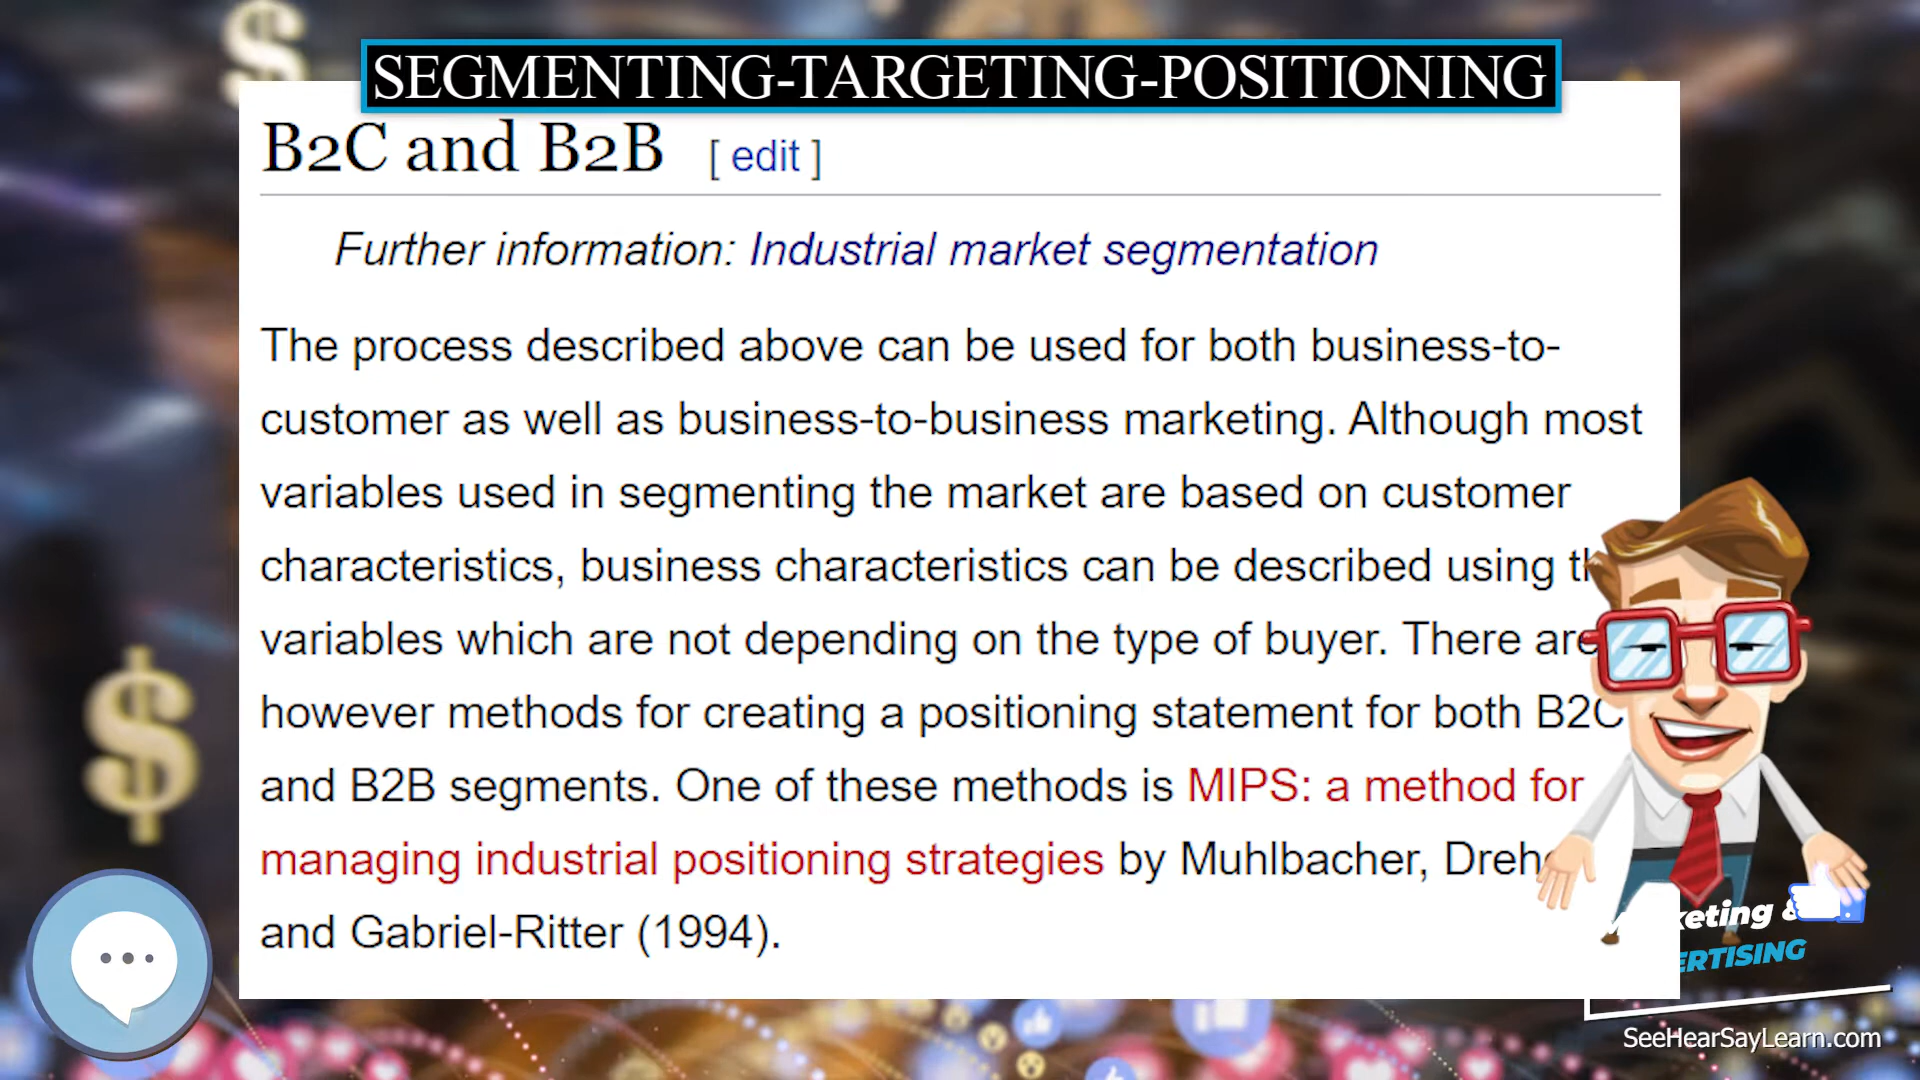 SEGMENTING-TARGETING-POSITIONING
B2C and B2B [ edit ]
Further information: Industrial market segmentation
The process described above can be used for both business-to-
customer as well as business-to-business marketing. Although most
variables used in segmenting the market are based on customer
characteristics, business characteristics can be described using
variables which are not depending on the type of buyer. There are
however methods for creating a positioning statement for both B2C
and B2B segments. One of these methods is MIPS: a method for
managing industrial positioning strategies by Muhlbacher,
and Gabriel-Ritter (1994).
&
SeeHearSayLearn.com